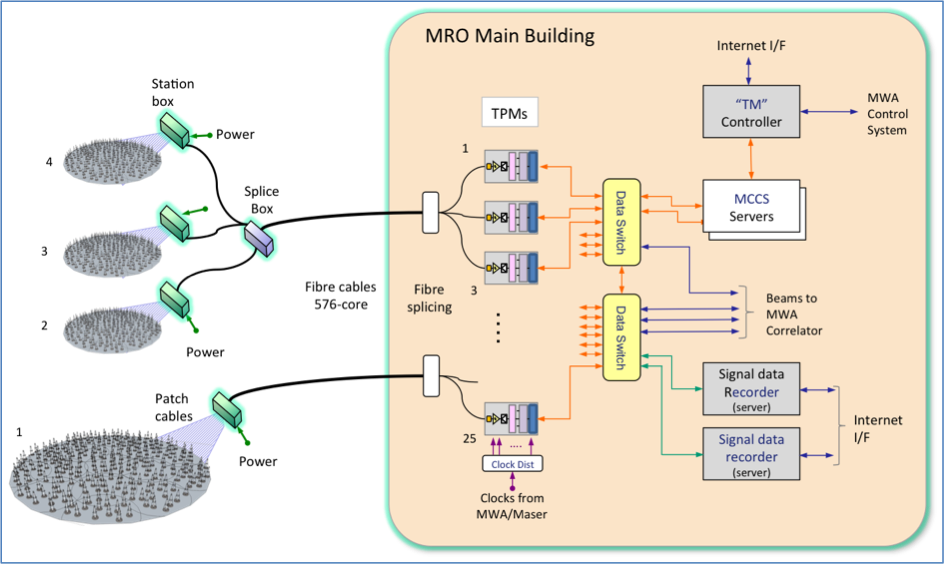 MRO Main Building
Internet I/F
"TM"
Controller
MWA
Control
System
TPMs
Station
box
Power
4
1
MCCS
Servers
Data Switch
Splice
Box
3
3
Fibre cables
576-core
Fibre
splicing
2
Power
Data Switch
Beams to
MWA
Correlator
Patch
cables
1
Power
25
Clock Dist
Clocks from
MWA/Maser
Signal data
Recorder
(server)
Signal data
recorder
(server)
Internet
I/F